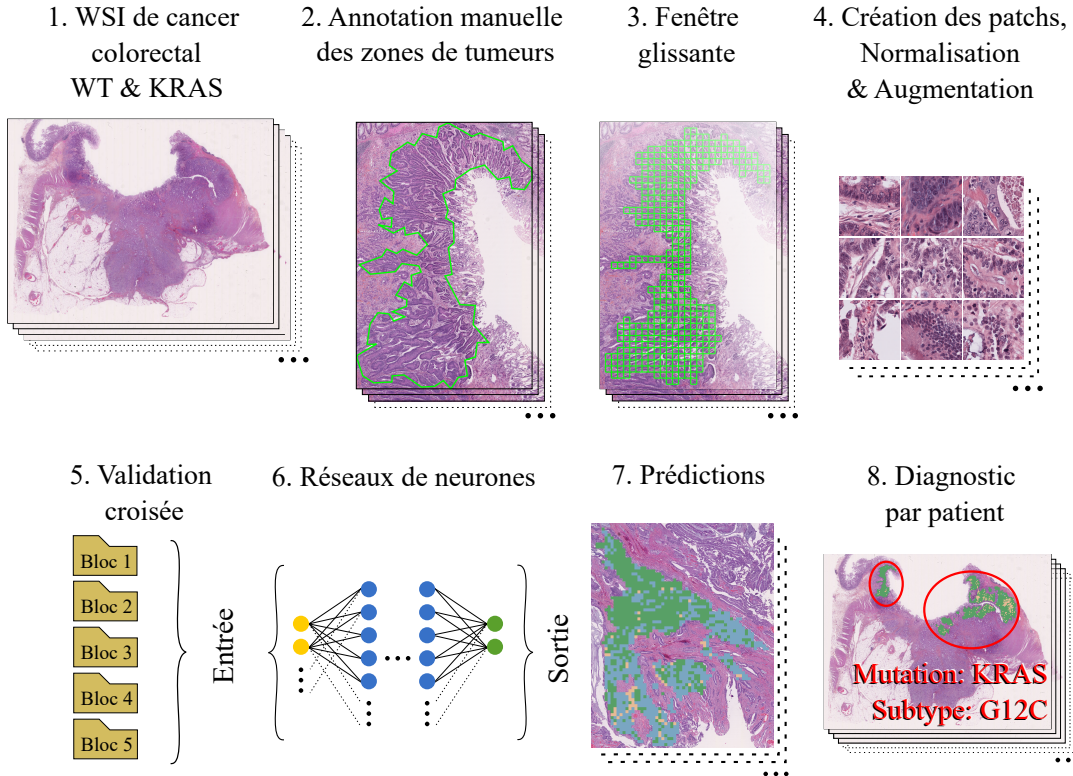 1. WSI de cancer
colorectal
WT & KRAS
2. Annotation manuelle
des zones de tumeurs
3. Fenêtre
glissante
4. Création des patchs,
Normalisation
& Augmentation
5. Validation
croisée
Bloc 1
Bloc 2
Bloc 3
Bloc 4
Bloc 5
Entrée
6. Réseaux de neurones
Sortie
7. Prédictions
8. Diagnostic
par patient
Mutation: KRAS
Subtype: G12C